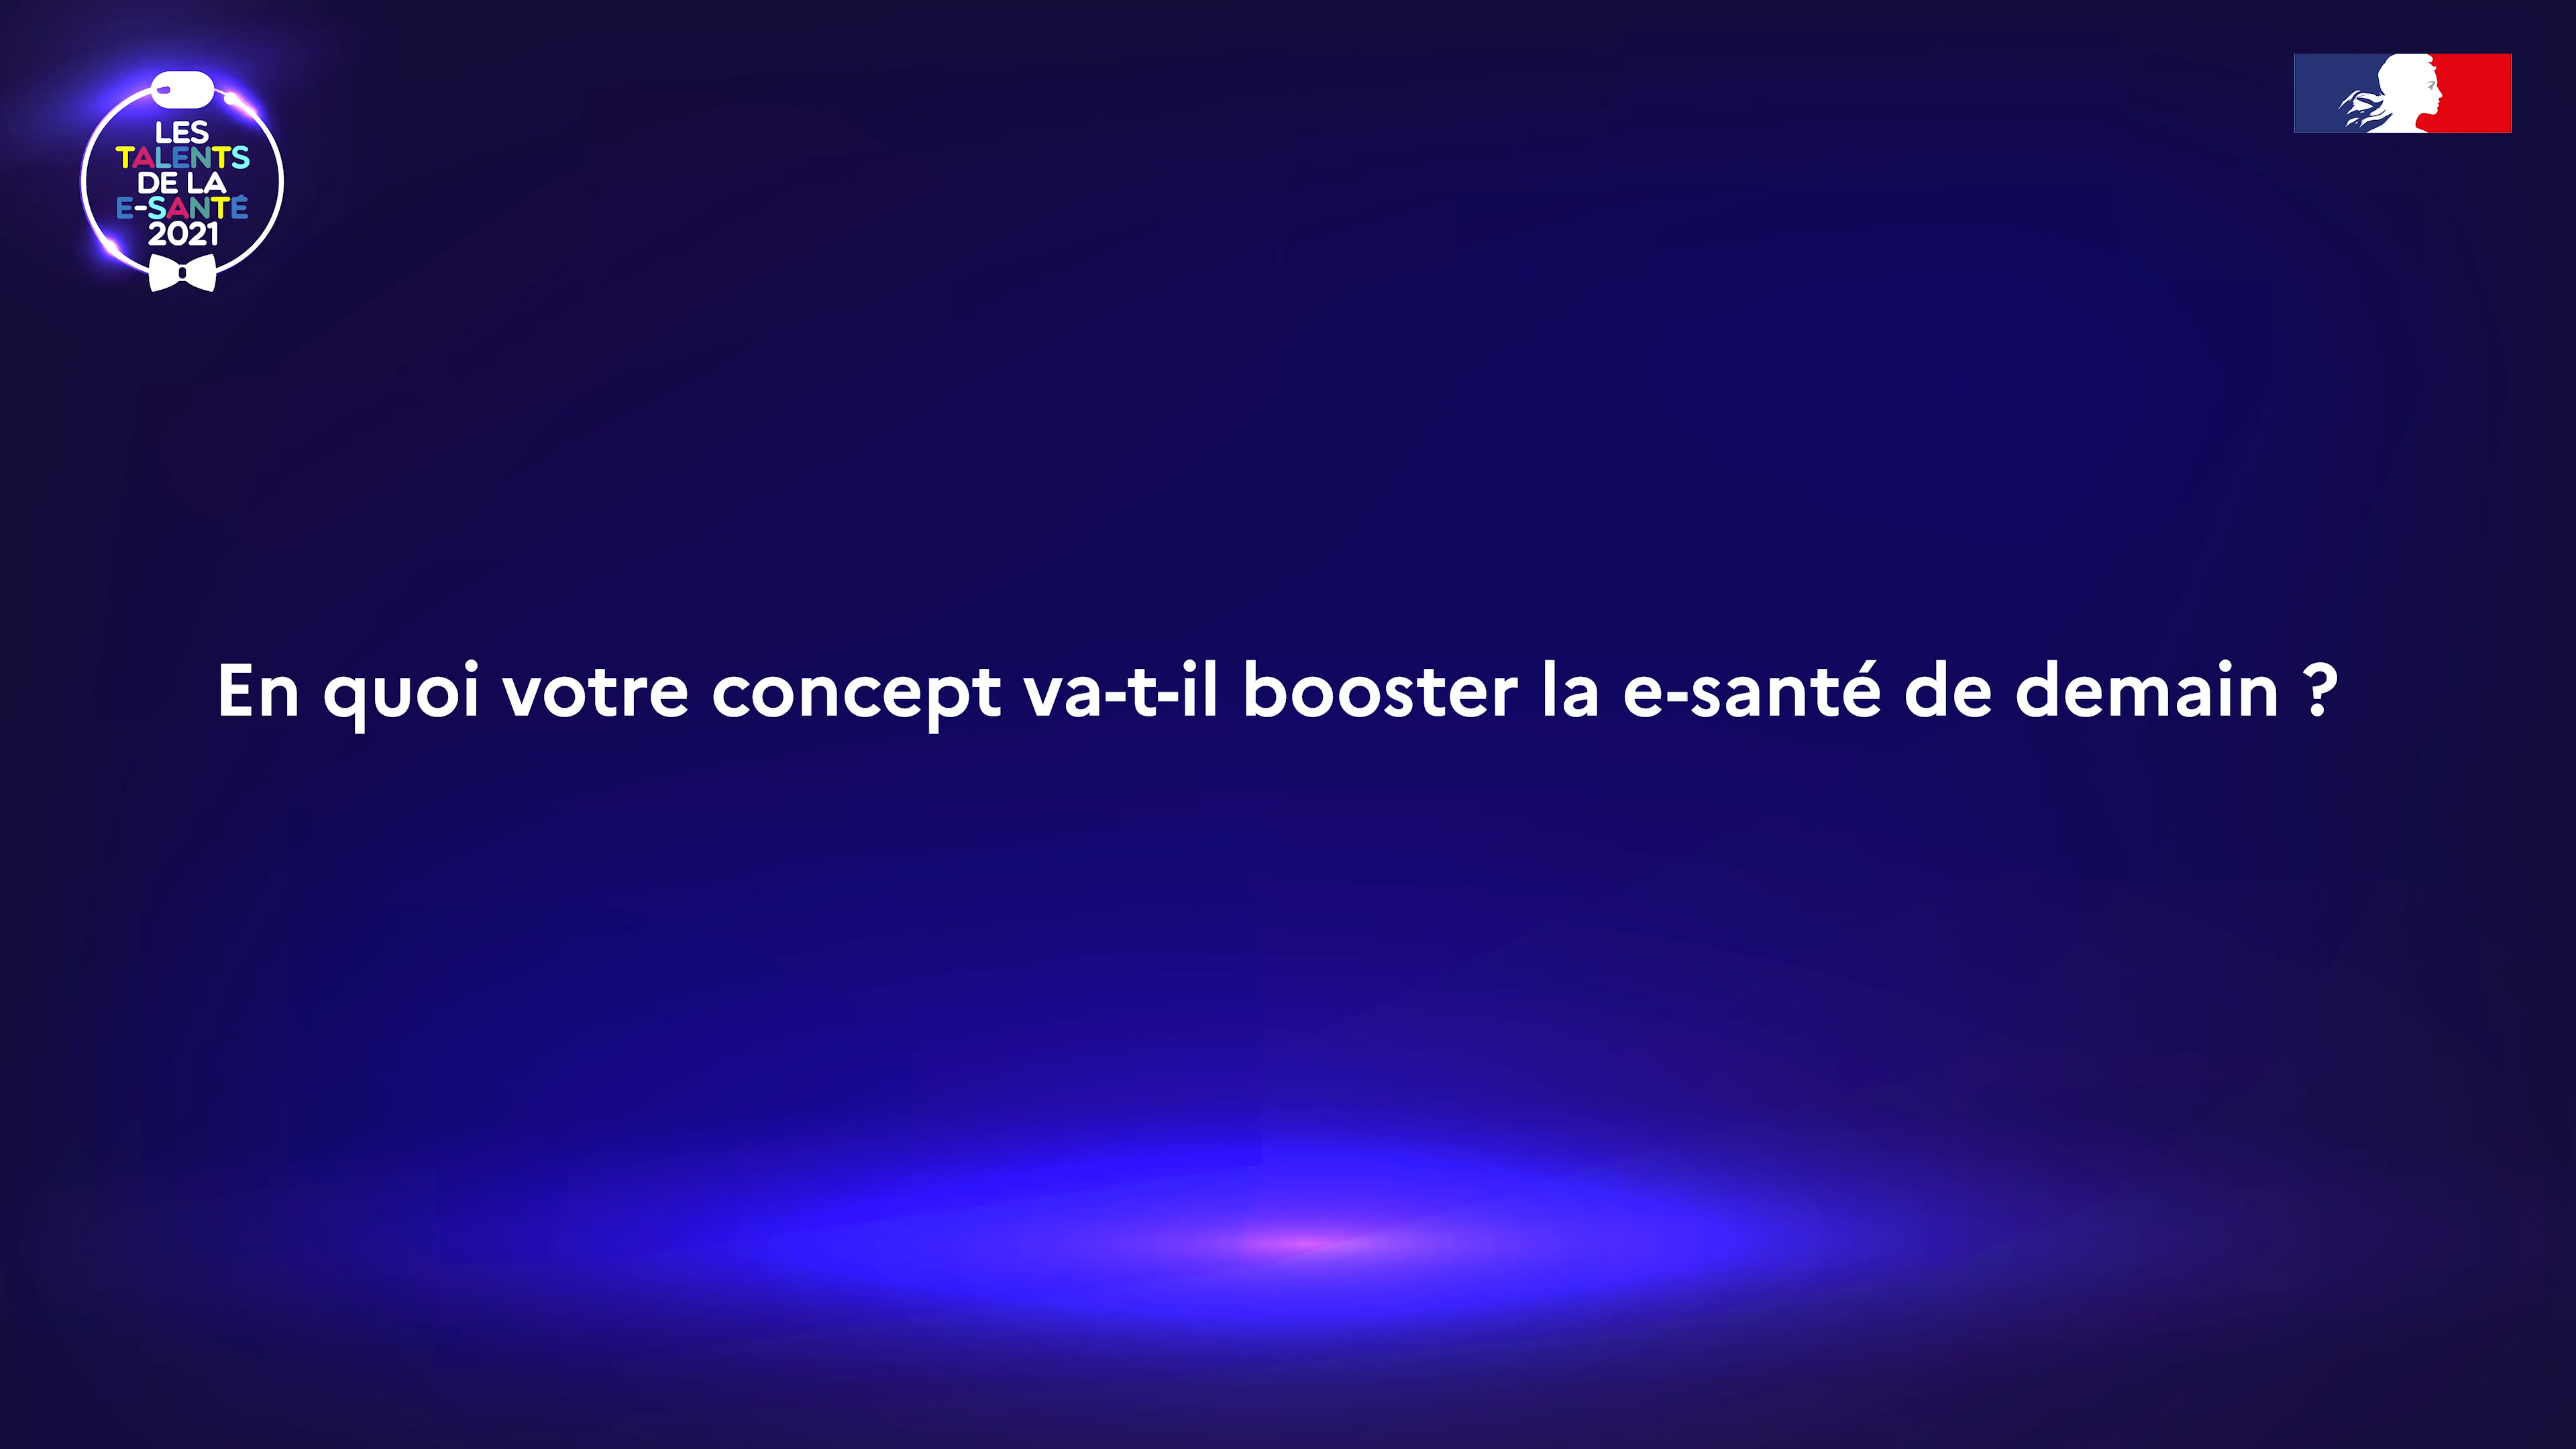 LES
TALENTS
DE LA
E-SANTÉ
2021
En quoi votre concept va-t-il booster la e-santé de demain ?